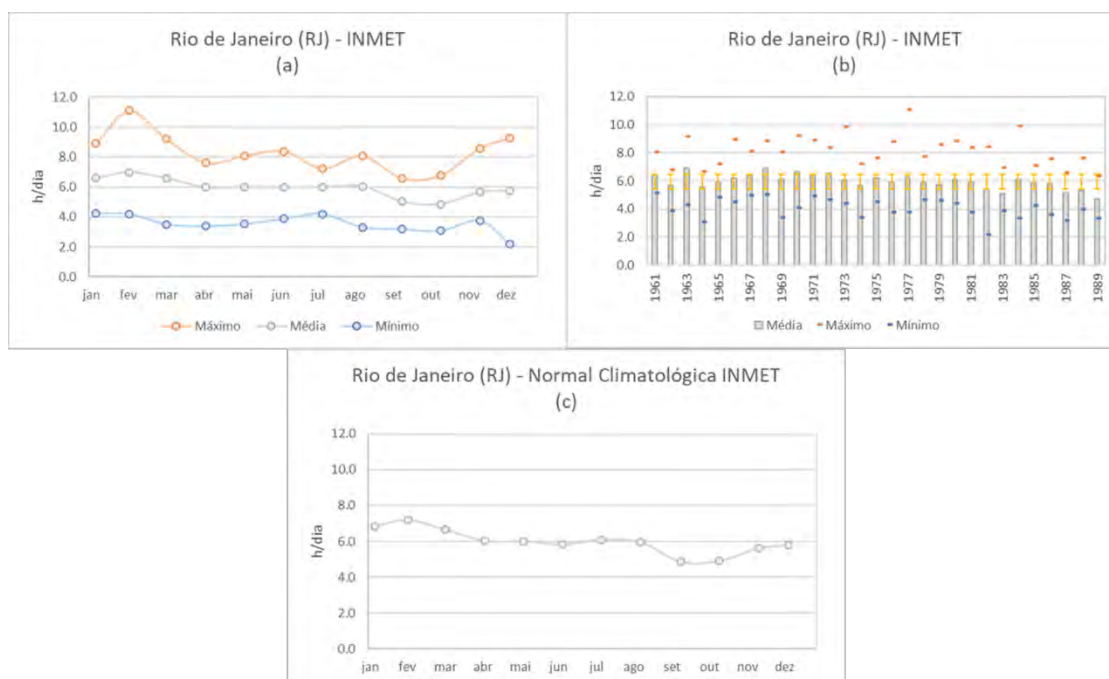 Rio de Janeiro (RJ) - INMET
(a)
h/dia
12.0
10.0
8.0
6.0
4.0
2.0
0.0
jan fev mar abr mai jun jul ago set out nov dez
Máximo Média Mínimo
Rio de Janeiro (RJ) - INMET
(b)
h/dia
12.0
10.0
8.0
6.0
4.0
2.0
0.0
1961 1963 1965 1967 1969 1971 1973 1975 1977 1979 1981 1983 1985 1987 1989
Média Máximo Mínimo
Rio de Janeiro (RJ) - Normal Climatológica INMET
(c)
h/dia
12.0
10.0
8.0
6.0
4.0
2.0
0.0
jan fev mar abr mai jun jul ago set out nov dez